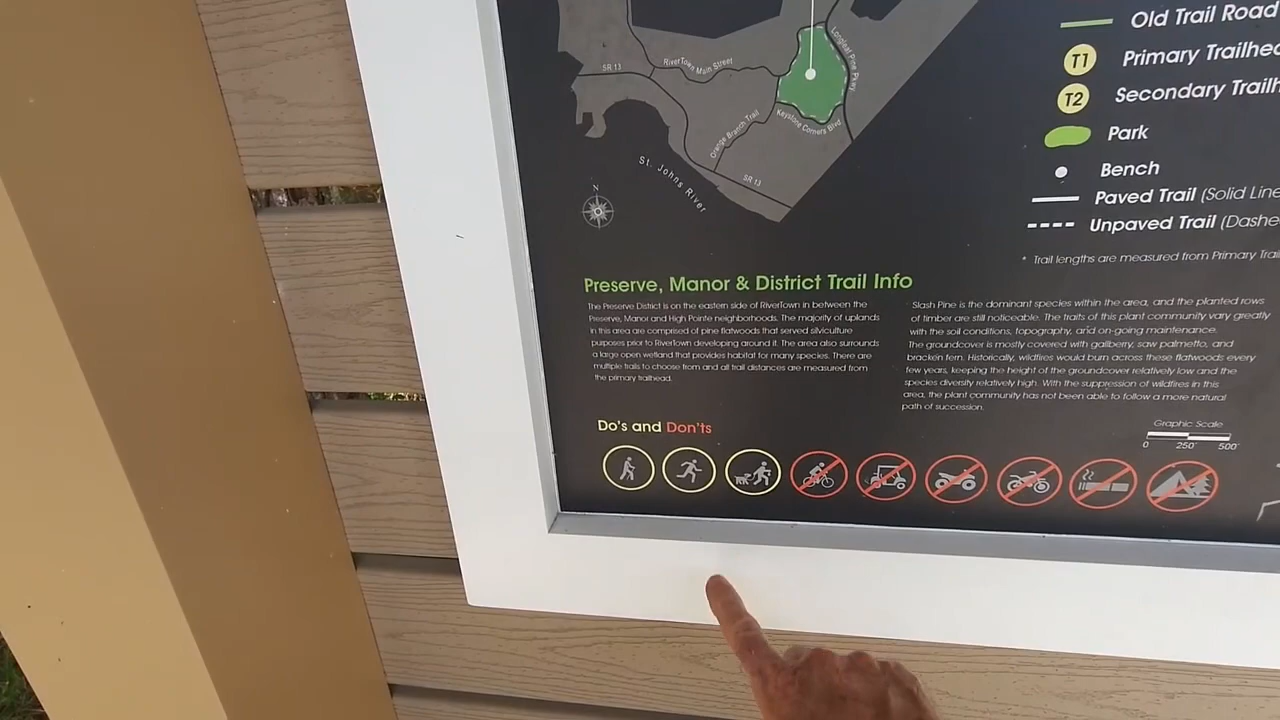 Old Trail Road
T1 Primary Trailhea
T2 Secondary Trailh
Park
Bench
Paved Trail (Solid Line
Unpaved Trail (Dashe
* Trail lengths are measured from Primary Trai
SR 13
RiverTown Main Street
Longleaf Pine Pkwy
Orange Branch Trail
Keystone Corners Blvd
SR 13
St. Johns River
N
Preserve, Manor & District Trail Info
The Preserve District is on the eastern side of RiverTown in between the
Preserve, Manor and High Pointe neighborhoods. The majority of uplands
in this area are comprised of pine flatwoods that served silviculture
purposes prior to RiverTown developing around it. The area also surrounds
a large open wetland that provides habitat for many species. There are
multiple trails to choose from and all trail distances are measured from
the primary trailhead.
Slash Pine is the dominant species within the area, and the planted rows
of timber are still noticeable. The traits of this plant community vary greatly
with the soil conditions, topography, and on-going maintenance.
The groundcover is mostly covered with gallberry, saw palmetto, and
bracken fern. Historically, wildfires would burn across these flatwoods every
few years, keeping the height of the groundcover relatively low and the
species diversity relatively high. With the suppression of wildfires in this
area, the plant community has not been able to follow a more natural
path of succession.
Do's and Don'ts
Graphic Scale
0 250' 500'